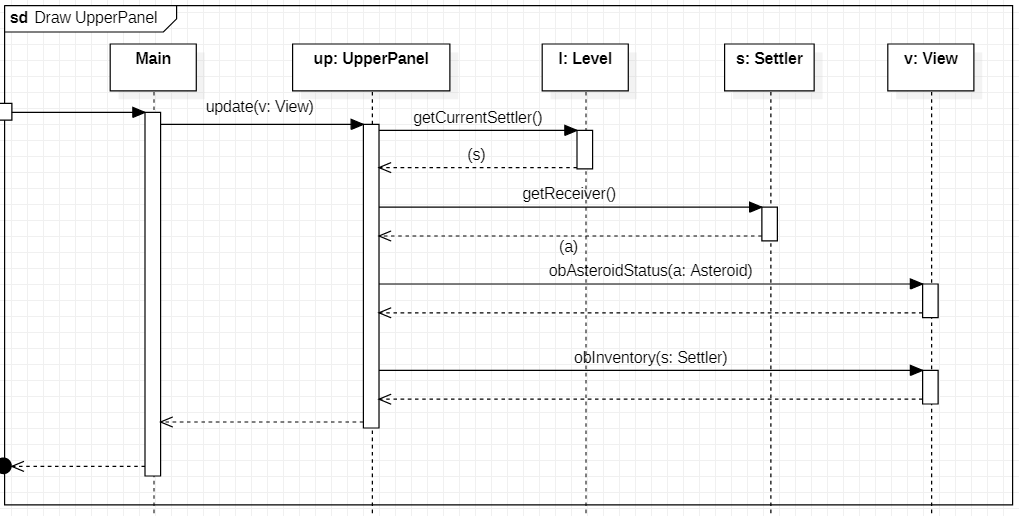 sd Draw UpperPanel
Main
up: UpperPanel
l: Level
s: Settler
v: View
update(v: View)
getCurrentSettler()
(s)
getReceiver()
(a)
obAsteroidStatus(a: Asteroid)
obInventory(s: Settler)